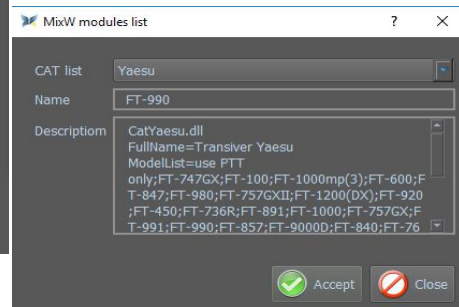 MixW modules list
?
CAT list
Yaesu
Name
FT-990
Descriptiom
CatYaesu.dll
FullName=Transiver Yaesu
ModelList=use PTT
only;FT-747GX;FT-100;FT-1000mp(3);FT-600;F
T-847;FT-980;FT-757GXII;FT-1200(DX);FT-920
;FT-450;FT-736R;FT-891;FT-1000;FT-757GX;F
T-991;FT-990;FT-857;FT-9000D;FT-840;FT-76
Accept
Close